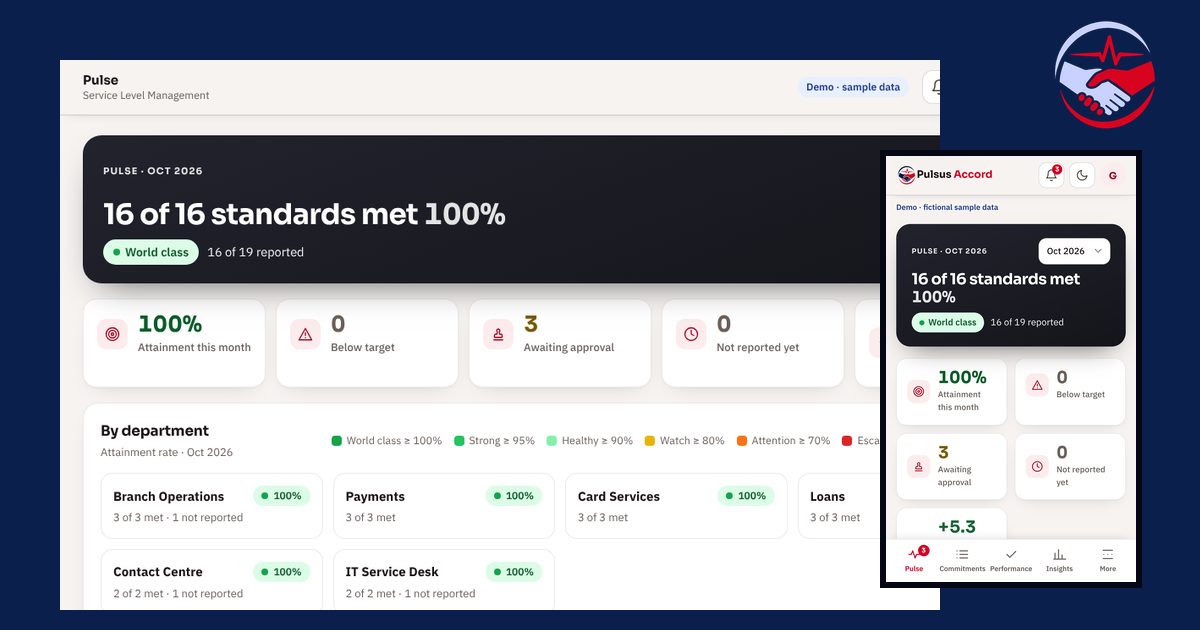 Pulse
Service Level Management
Demo · sample data
PULSE · OCT 2026
16 of 16 standards met 100%
World class
16 of 19 reported
100%
Attainment this month
0
Below target
3
Awaiting approval
0
Not reported yet
By department
Attainment rate · Oct 2026
World class ≥ 100%
Strong ≥ 95%
Healthy ≥ 90%
Watch ≥ 80%
Attention ≥ 70%
Branch Operations
100%
3 of 3 met · 1 not reported
Payments
100%
3 of 3 met
Card Services
100%
3 of 3 met
Loans
3 of 3 met
Contact Centre
100%
2 of 2 met · 1 not reported
IT Service Desk
100%
2 of 2 met · 1 not reported
Pulsus Accord
3
G
Demo · fictional sample data
PULSE · OCT 2026
Oct 2026
16 of 16 standards met
100%
World class
16 of 19 reported
100%
Attainment
this month
0
Below target
3
Awaiting
approval
0
Not reported
yet
+5.3
3
Pulse
Commitments
Performance
Insights
More